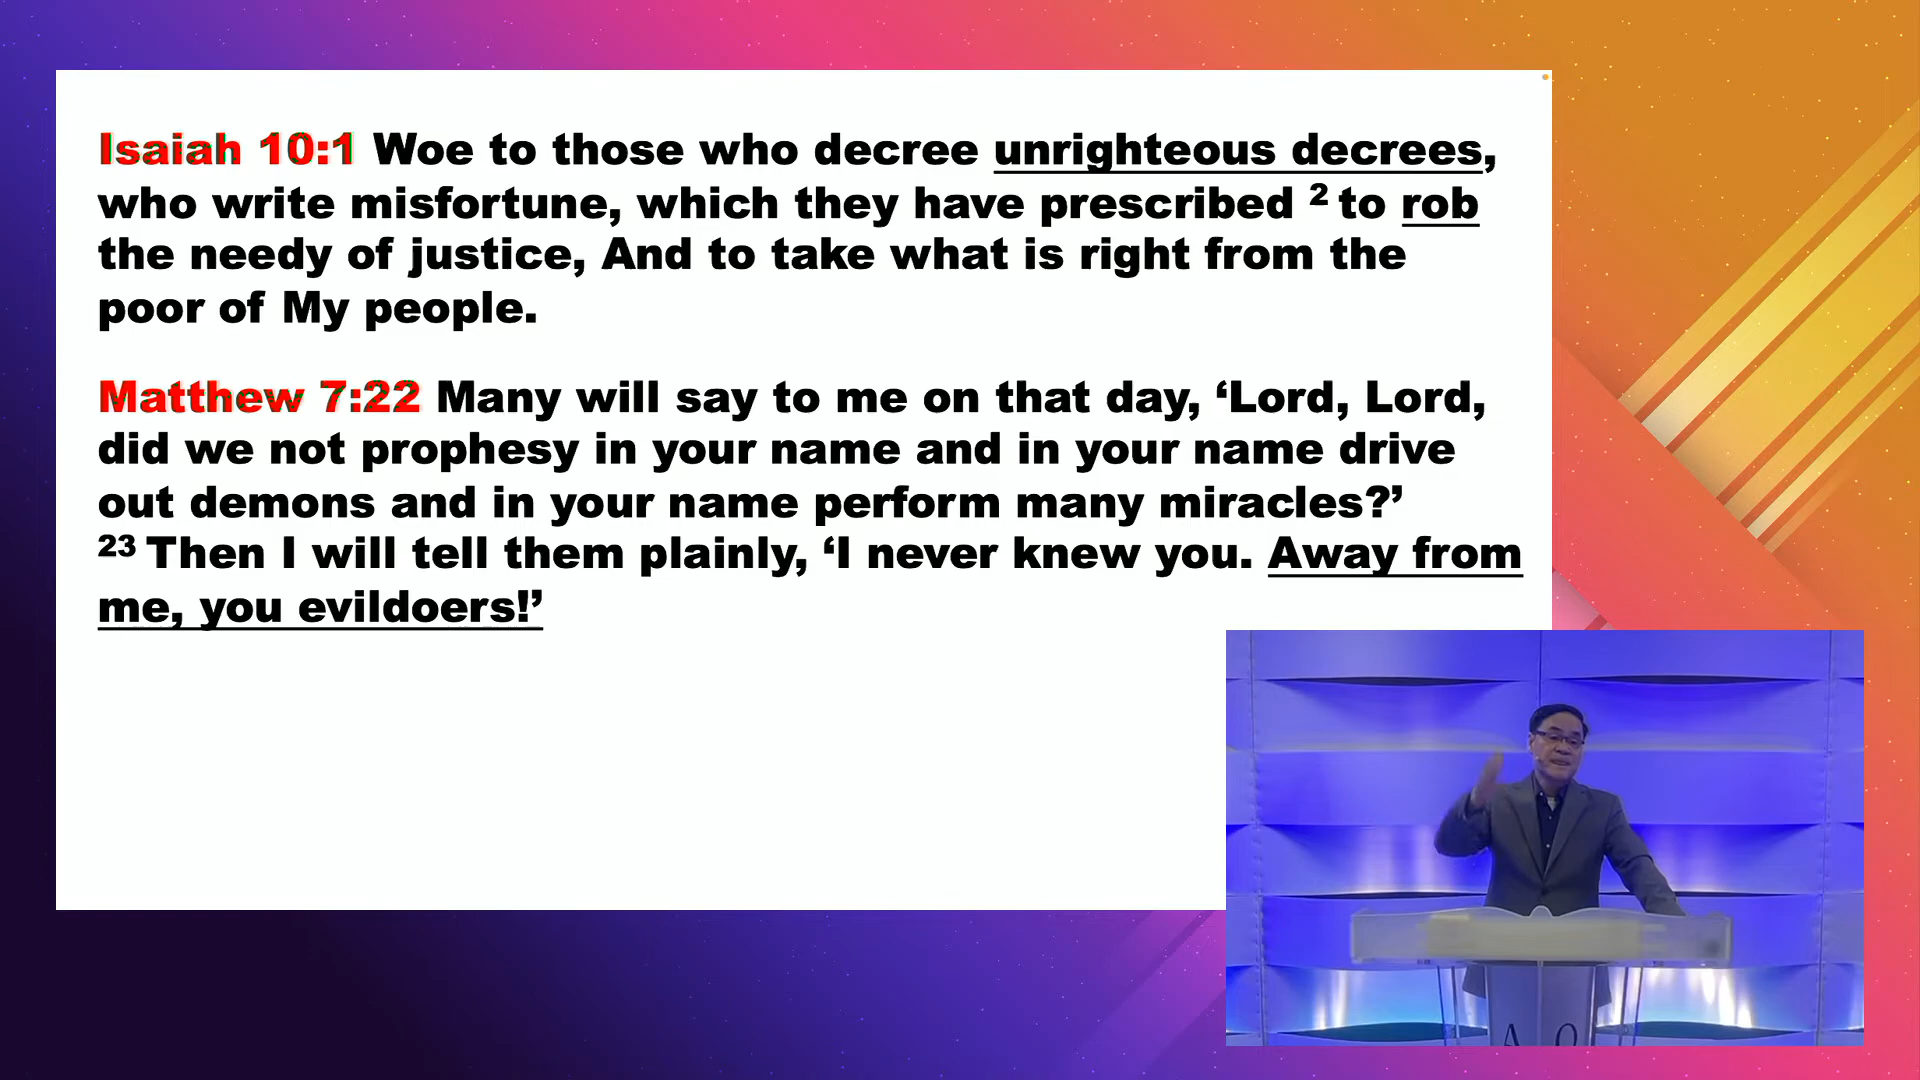 Isaiah 10:1 Woe to those who decree unrighteous decrees,
who write misfortune, which they have prescribed 2 to rob
the needy of justice, And to take what is right from the
poor of My people.
Matthew 7:22 Many will say to me on that day, ‘Lord, Lord,
did we not prophesy in your name and in your name drive
out demons and in your name perform many miracles?’
23 Then I will tell them plainly, ‘I never knew you. Away from
me, you evildoers!’
A O